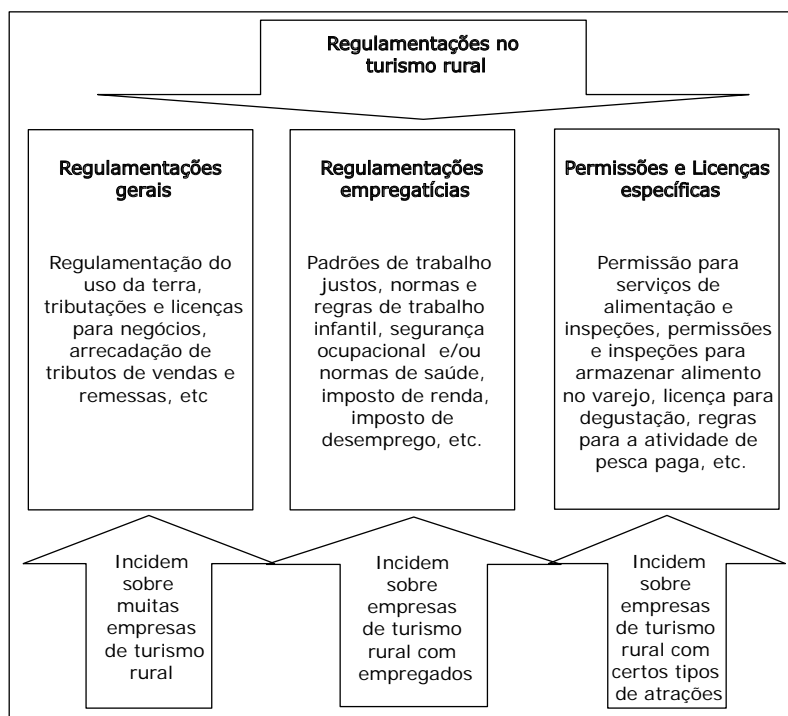 Regulamentações no
turismo rural
Regulamentações
gerais
Regulamentação do
uso da terra,
tributações e licenças
para negócios,
arrecadação de
tributos de vendas e
remessas, etc
Regulamentações
empregatícias
Padrões de trabalho
justos, normas e
regras de trabalho
infantil, segurança
ocupacional e/ou
normas de saúde,
imposto de renda,
imposto de
desemprego, etc.
Permissões e Licenças
específicas
Permissão para
serviços de
alimentação e
inspeções, permissões
e inspeções para
armazenar alimento
no varejo, licença para
degustação, regras
para a atividade de
pesca paga, etc.
Incidem
sobre
muitas
empresas
de turismo
rural
Incidem
sobre
empresas
de turismo
rural com
empregados
Incidem
sobre
empresas
de turismo
rural com
certos tipos
de atrações